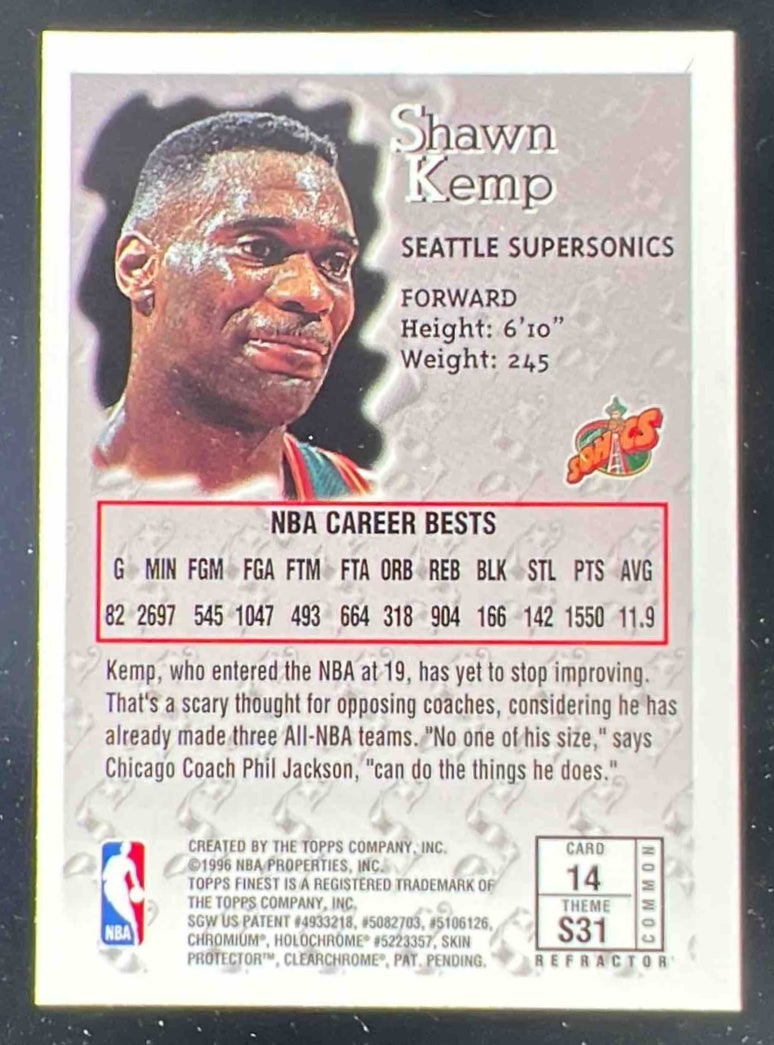 Shawn
Kemp
SEATTLE SUPERSONICS
FORWARD
Height: 6'10"
Weight: 245
SONICS
NBA CAREER BESTS
G MIN FGM FGA FTM FTA ORB REB BLK STL PTS AVG
82 2697 545 1047 493 664 318 904 166 142 1550 11.9
Kemp, who entered the NBA at 19, has yet to stop improving.
That's a scary thought for opposing coaches, considering he has
already made three All-NBA teams. "No one of his size," says
Chicago Coach Phil Jackson, "can do the things he does."
NBA
CREATED BY THE TOPPS COMPANY, INC.
©1996 NBA PROPERTIES, INC.
TOPPS FINEST IS A REGISTERED TRADEMARK OF
THE TOPPS COMPANY, INC.
SGW US PATENT #4933218, #5082703, #5106126,
CHROMIUM®, HOLOCHROME® #5223357, SKIN
PROTECTOR™, CLEARCHROME®, PAT. PENDING.
CARD
14
THEME
S31
COMMON
REFRACTOR